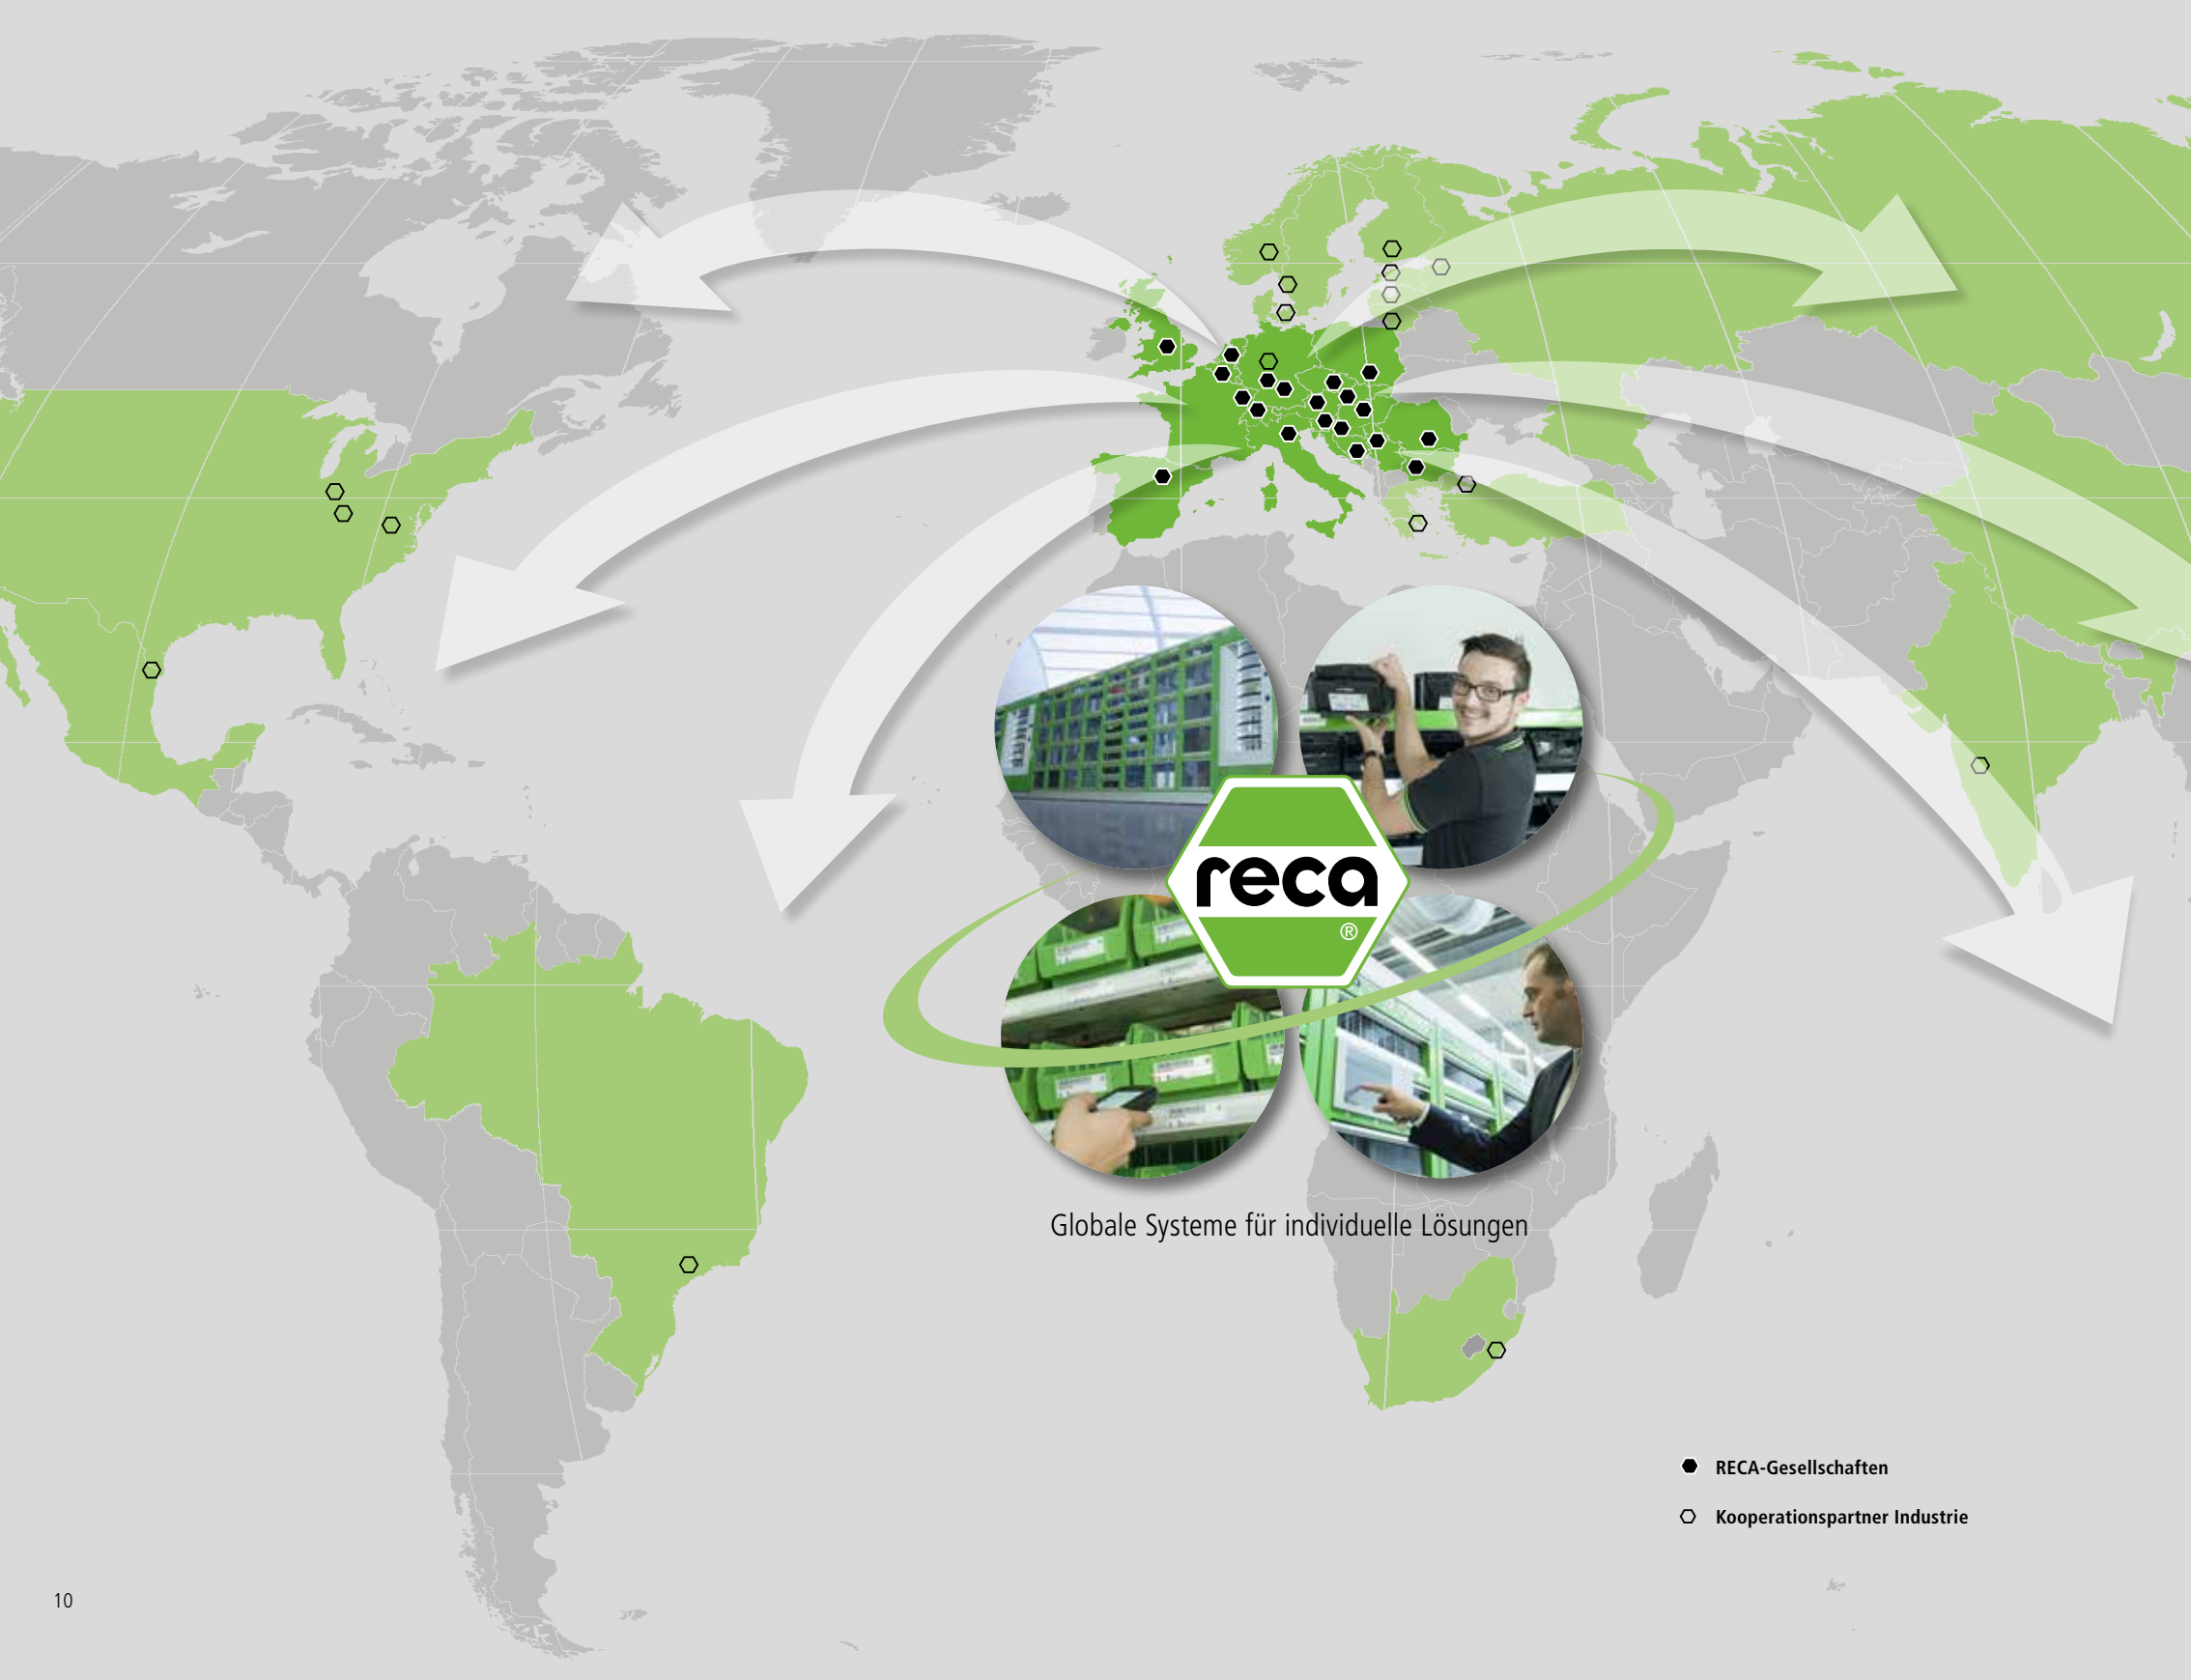 reca
®
Globale Systeme für individuelle Lösungen
RECA-Gesellschaften
Kooperationspartner Industrie
10